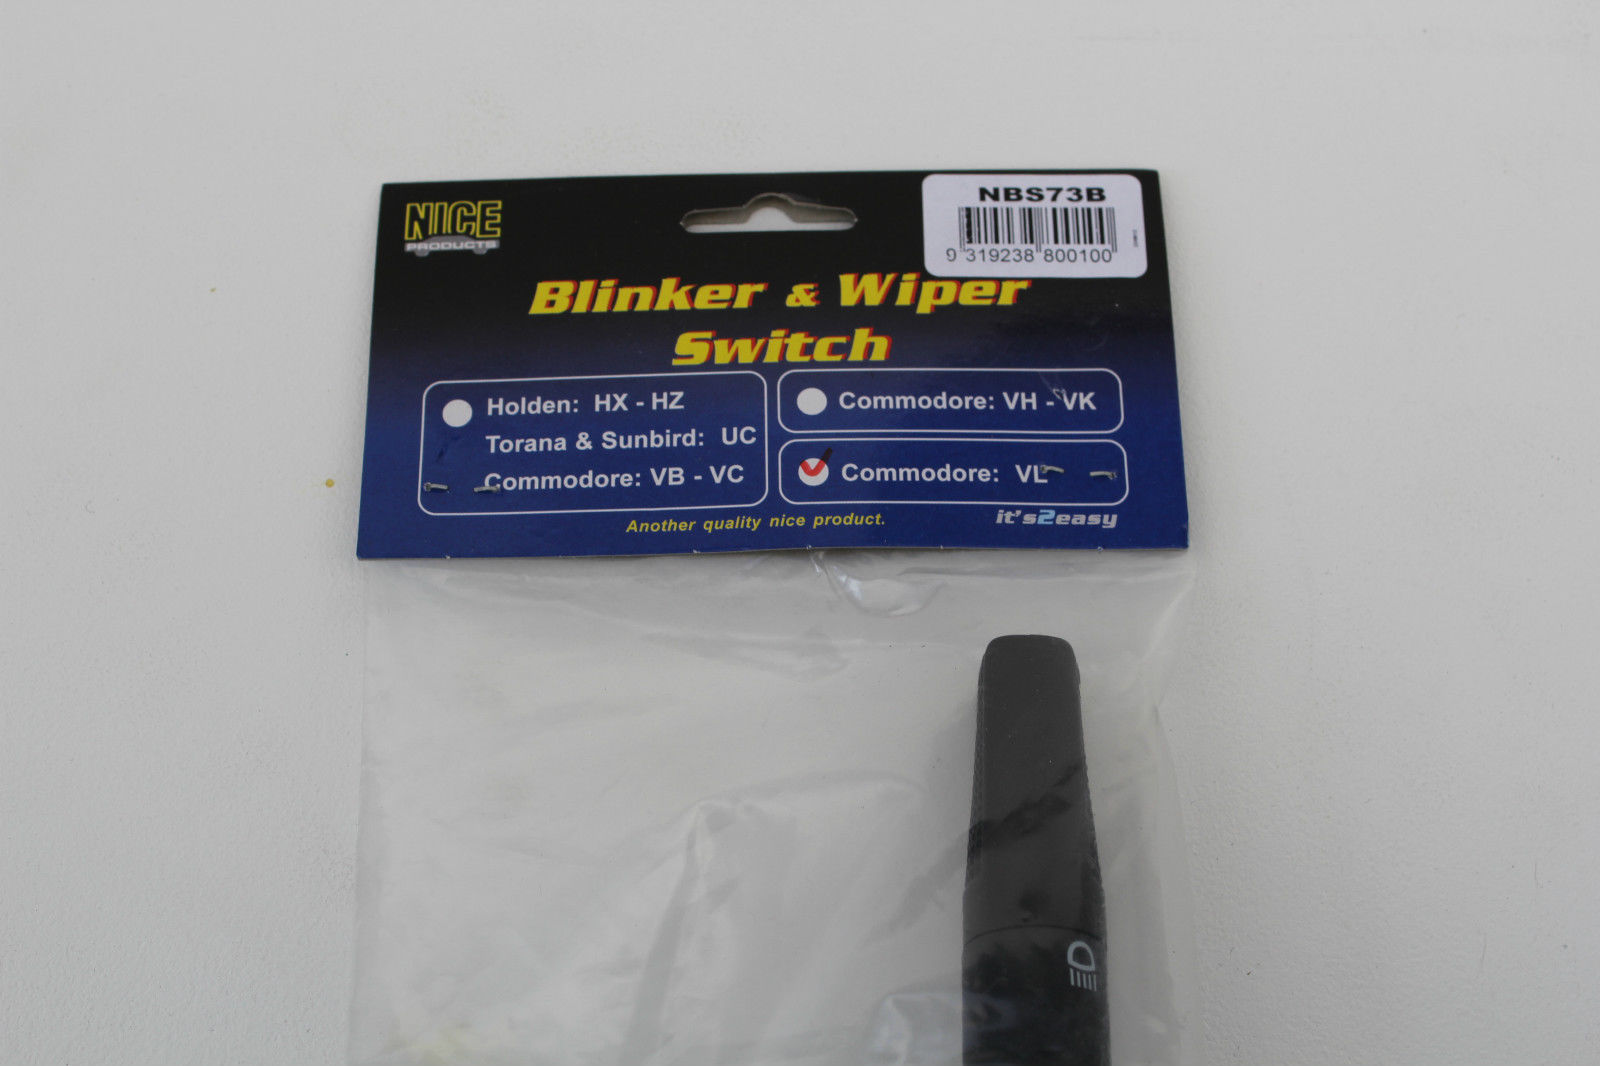 NICE
PRODUCTS
NBS73B
9 319238 800100
Blinker & Wiper
Switch
Holden: HX - HZ
Torana & Sunbird: UC
Commodore: VB - VC
Commodore: VH - VK
Commodore: VL
Another quality nice product.
it's2easy